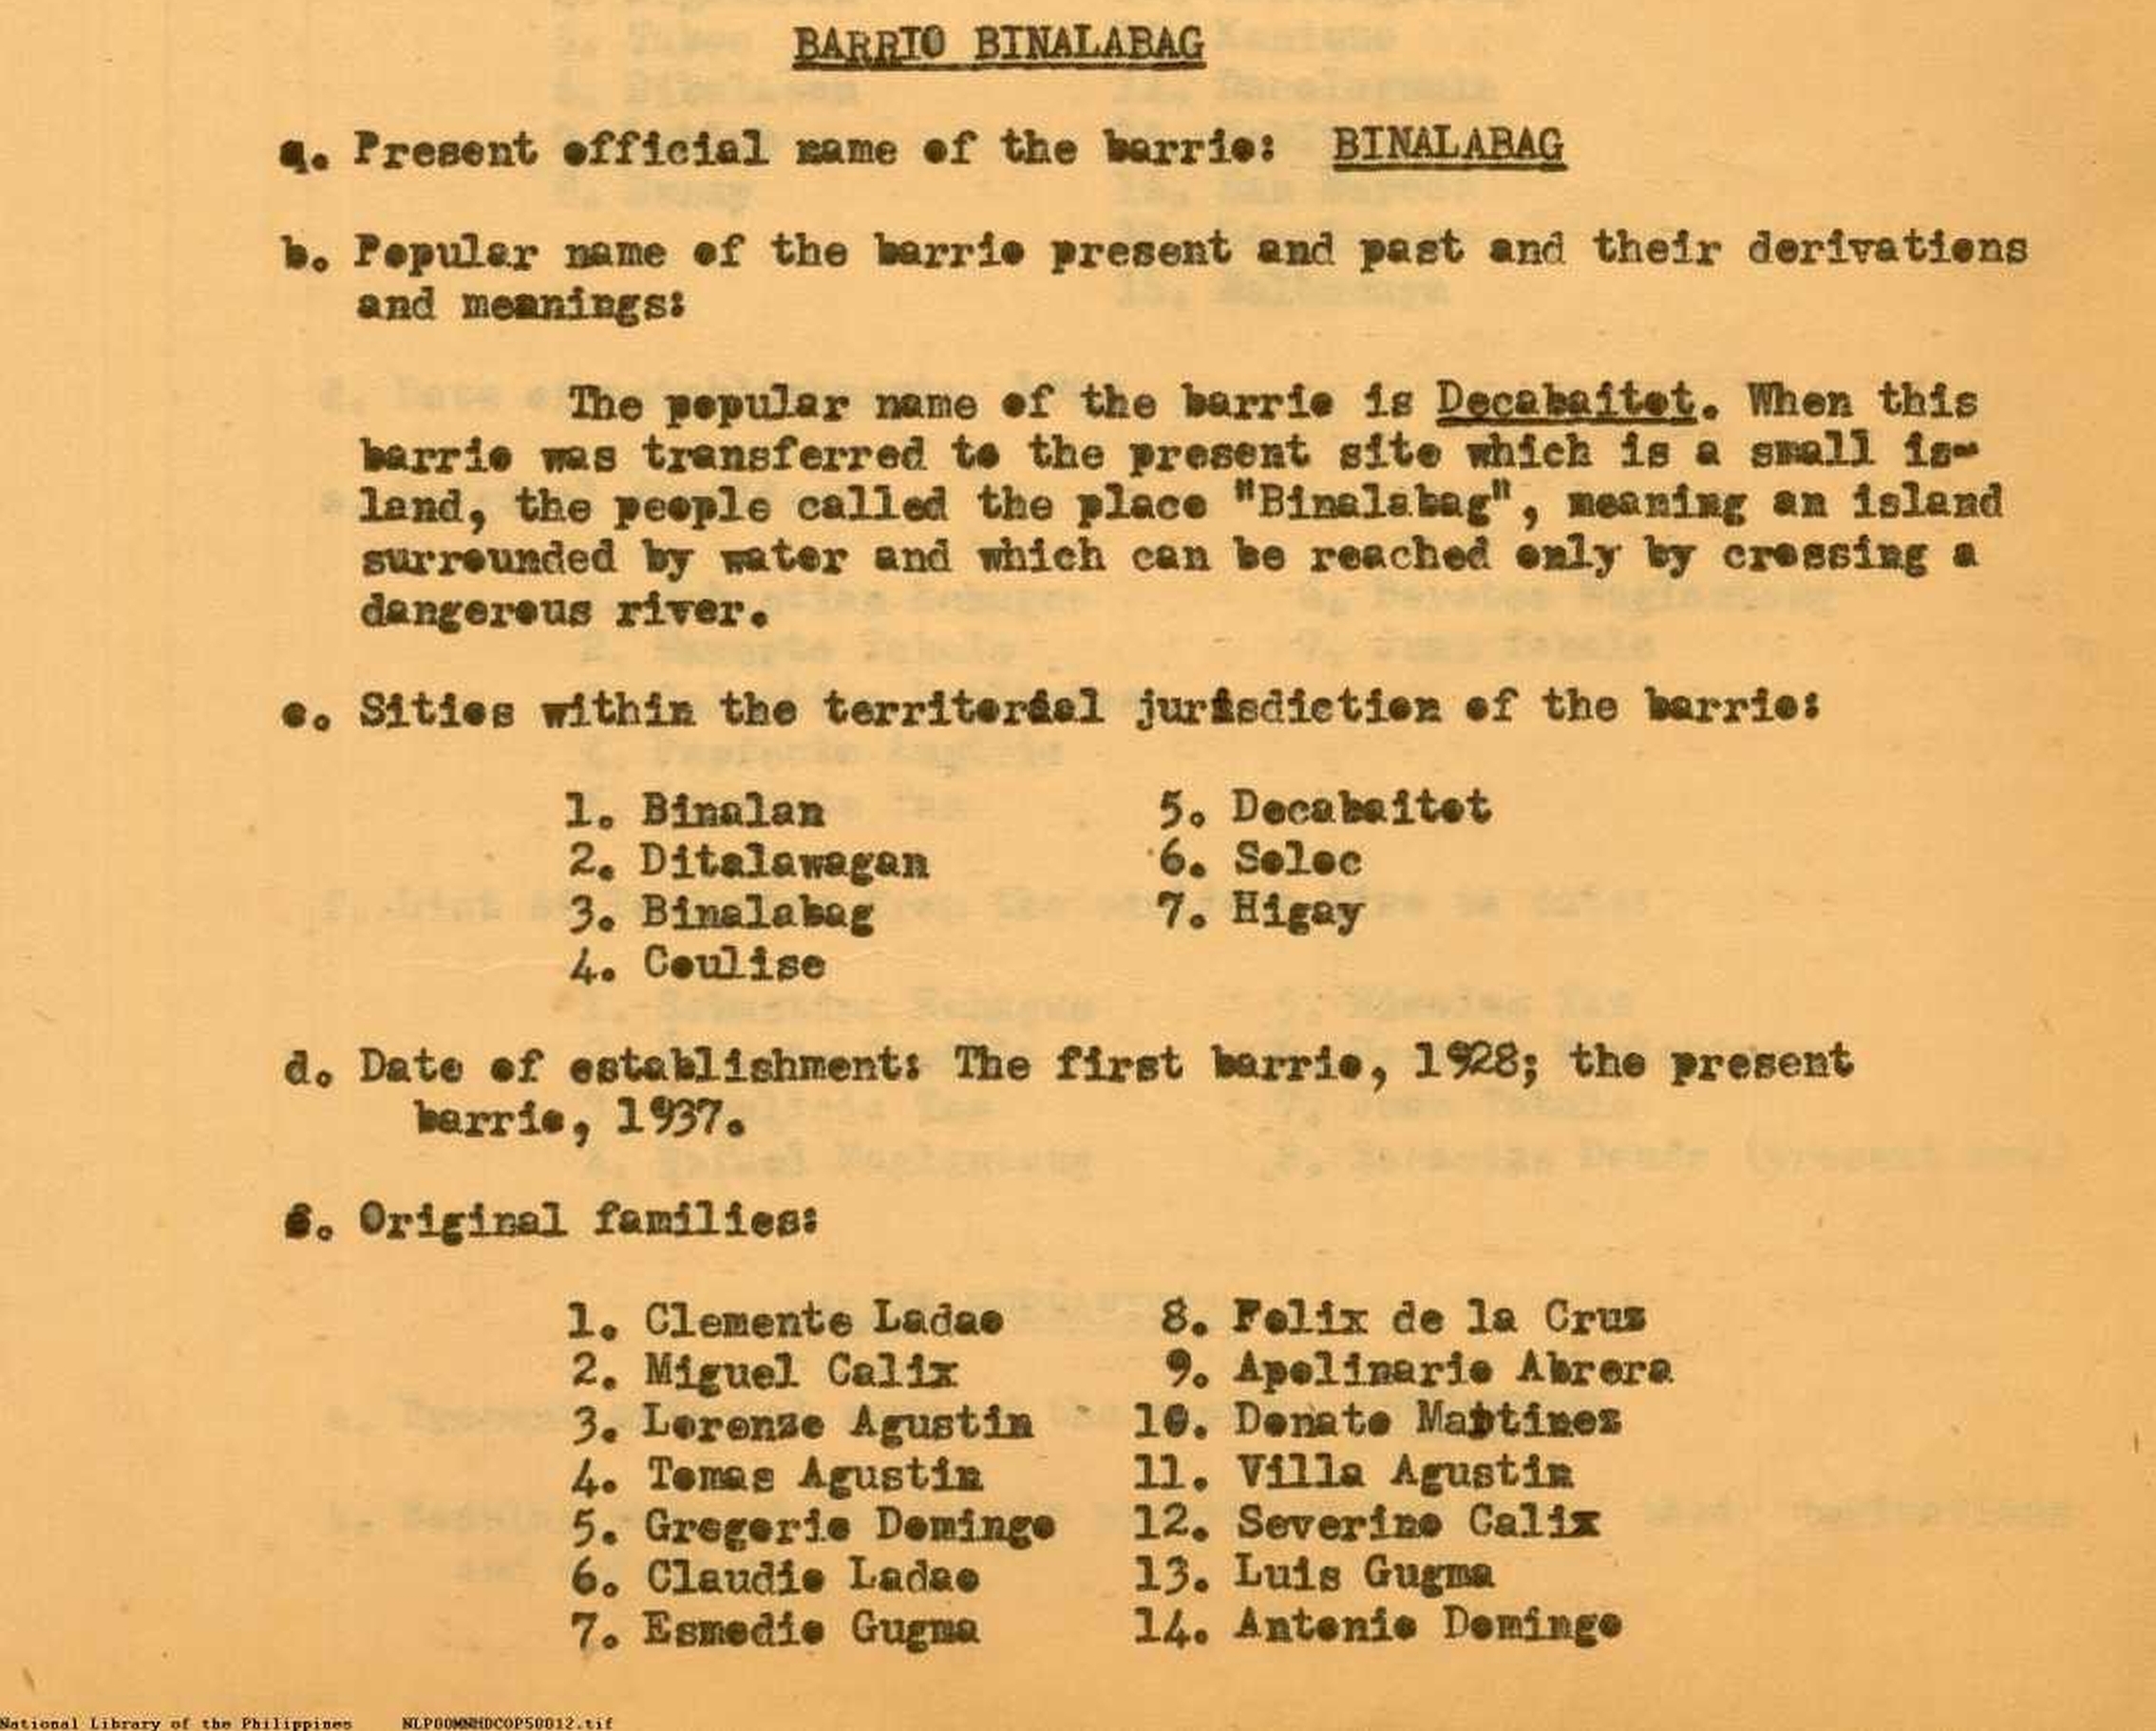 BARRIO BINALABAG
a. Present official name of the barrio: BINALABAG
b. Popular name of the barrio present and past and their derivations
and meanings:
The popular name of the barrio is Decabaitot. When this
barrio was transferred to the present site which is a small is-
land, the people called the place "Binalabag", meaning an island
surrounded by water and which can be reached only by crossing a
dangerous river.
c. Sitios within the territorial jurisdiction of the barrio:
1. Binalan
2. Ditalawagan
3. Binalabag
4. Coulise
5. Decabaitot
6. Soloc
7. Higay
d. Date of establishment: The first barrio, 1928; the present
barrio, 1937.
e. Original families:
1. Clemente Ladao
2. Miguel Calix
3. Lorenzo Agustin
4. Tomas Agustin
5. Gregorio Domingo
6. Claudio Ladao
7. Esmedio Gugma
8. Felix de la Cruz
9. Apolinario Abrera
10. Donato Martinez
11. Villa Agustin
12. Severino Calix
13. Luis Gugma
14. Antonio Domingo
National Library of the Philippines NLP00MNHDCOP50012.tif